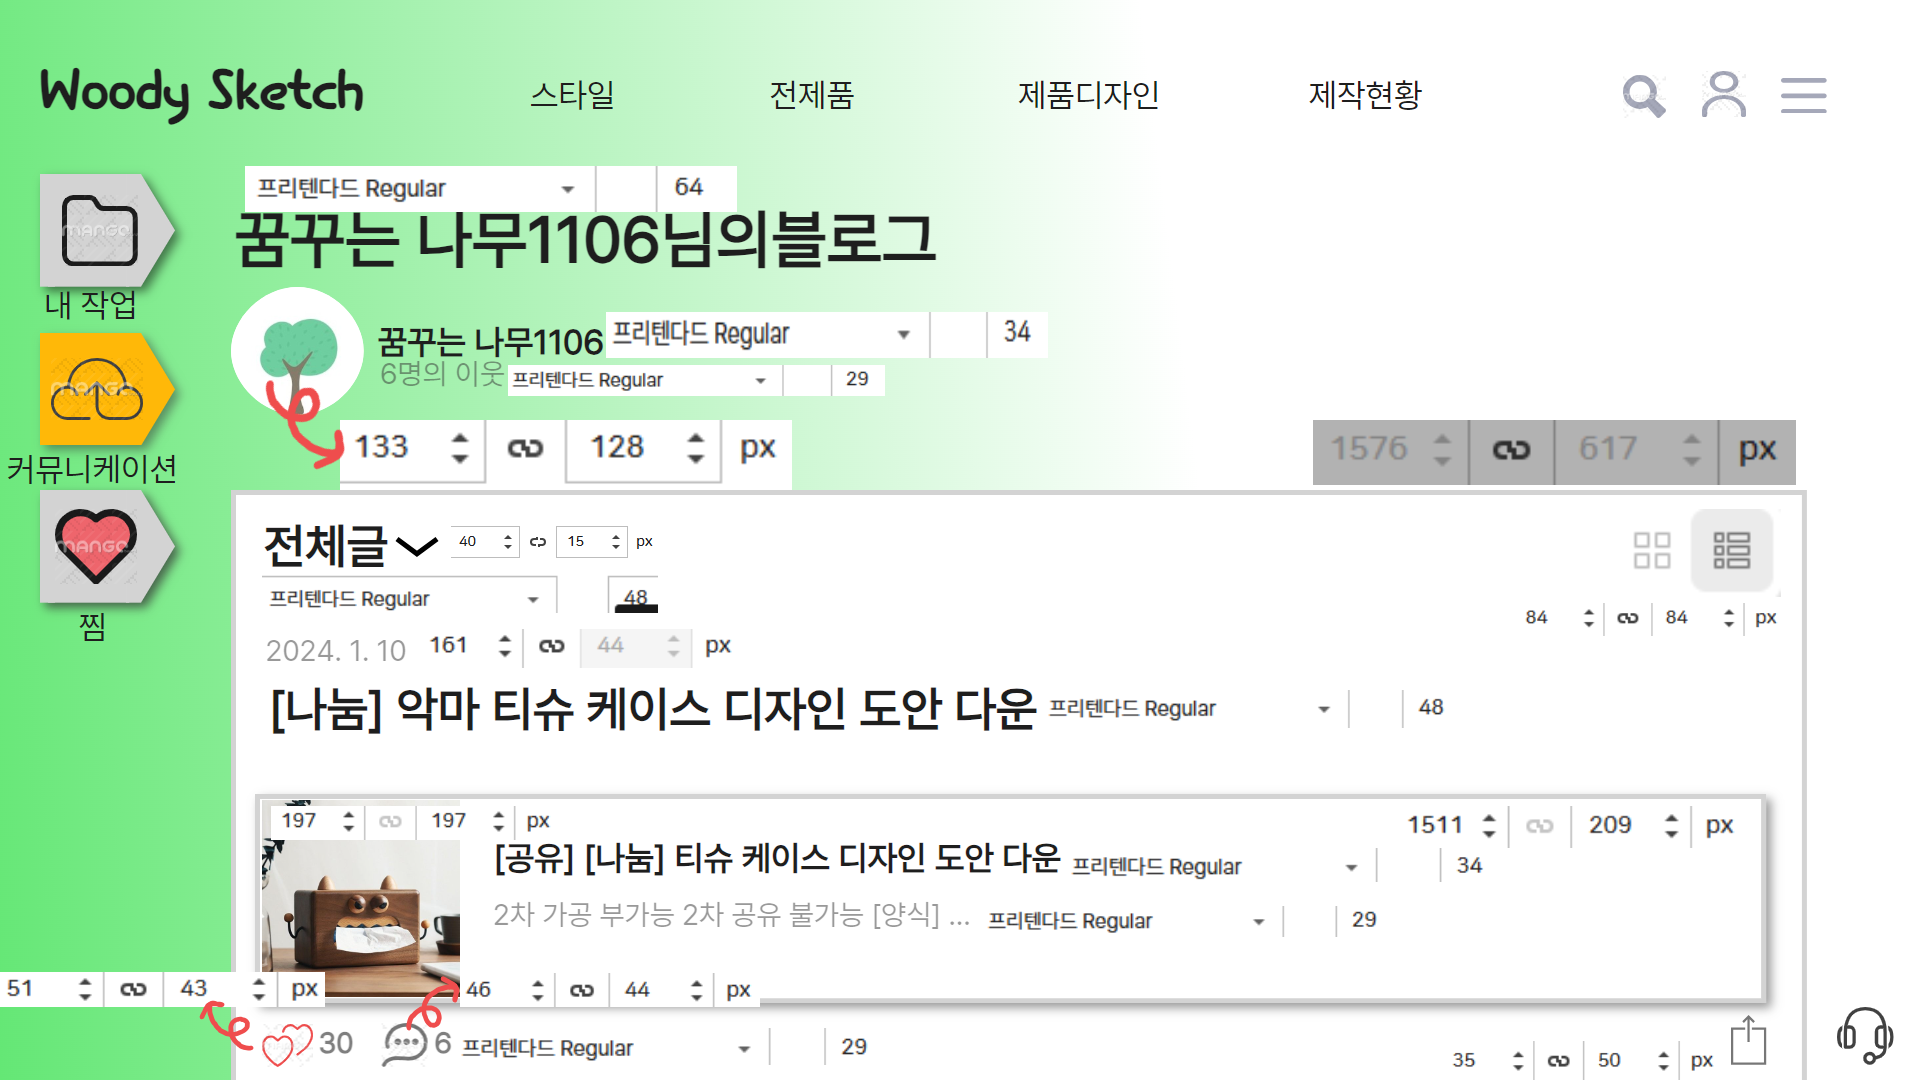 Woody Sketch 스타일 전제품 제품디자인 제작현황
프리텐다드 Regular 64
꿈꾸는 나무1106님의블로그
MANGO
내 작업
꿈꾸는 나무1106 프리텐다드 Regular 34
6명의 이웃 프리텐다드 Regular 29
MANGO
133 128 px
1576 617 px
커뮤니케이션
전체글 40 15 px
MANGO
프리텐다드 Regular 48
84 84 px
찜
2024. 1. 10 161 44 px
[나눔] 악마 티슈 케이스 디자인 도안 다운 프리텐다드 Regular 48
197 197 px
1511 209 px
[공유] [나눔] 티슈 케이스 디자인 도안 다운 프리텐다드 Regular 34
2차 가공 부가능 2차 공유 불가능 [양식] ... 프리텐다드 Regular 29
51 43 px
46 44 px
30 6 프리텐다드 Regular 29
35 50 px